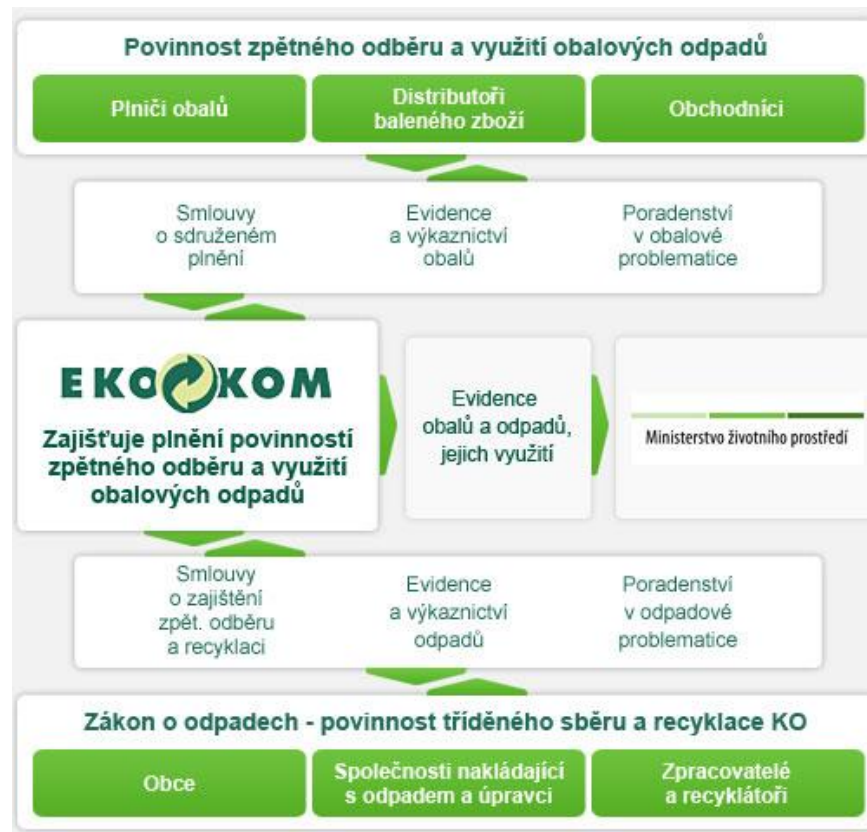 Povinnost zpětného odběru a využití obalových odpadů
Plniči obalů
Distributoři
baleného zboží
Obchodníci
Smlouvy
o sdruženém
plnění
Evidence
a výkaznictví
obalů
Poradenství
v obalové
problematice
EKO KOM
Zajišťuje plnění povinností
zpětného odběru a využití
obalových odpadů
Evidence
obalů a odpadů,
jejich využití
Ministerstvo životního prostředí
Smlouvy
o zajištění
zpět. odběru
a recyklaci
Evidence
a výkaznictví
odpadů
Poradenství
v odpadové
problematice
Zákon o odpadech - povinnost tříděného sběru a recyklace KO
Obce
Společnosti nakládající
s odpadem a úpravci
Zpracovatelé
a recyklátoři